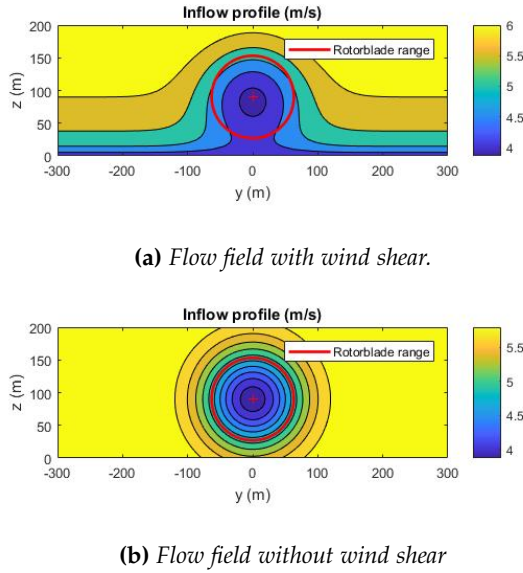 Inflow profile (m/s)
200
150
100
50
0
z (m)
Rotorblade range
-300 -200 -100 0 100 200 300
y (m)
6
5.5
5
4.5
4
(a) Flow field with wind shear.
Inflow profile (m/s)
200
150
100
50
0
z (m)
Rotorblade range
-300 -200 -100 0 100 200 300
y (m)
5.5
5
4.5
4
(b) Flow field without wind shear